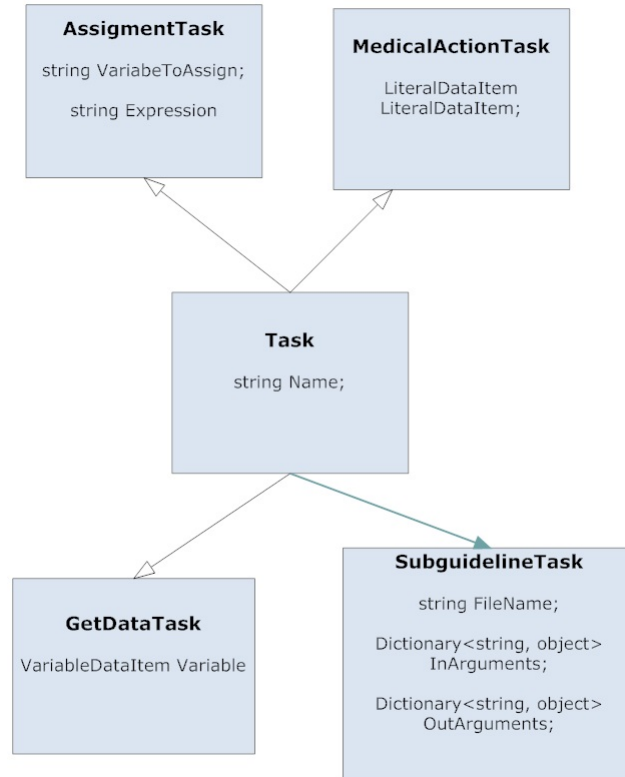 AssigmentTask
string VariabeToAssign;
string Expression
MedicalActionTask
LiteralDataItem
LiteralDataItem;
Task
string Name;
GetDataTask
VariableDataItem Variable
SubguidelineTask
string FileName;
Dictionary<string, object>
InArguments;
Dictionary<string, object>
OutArguments;